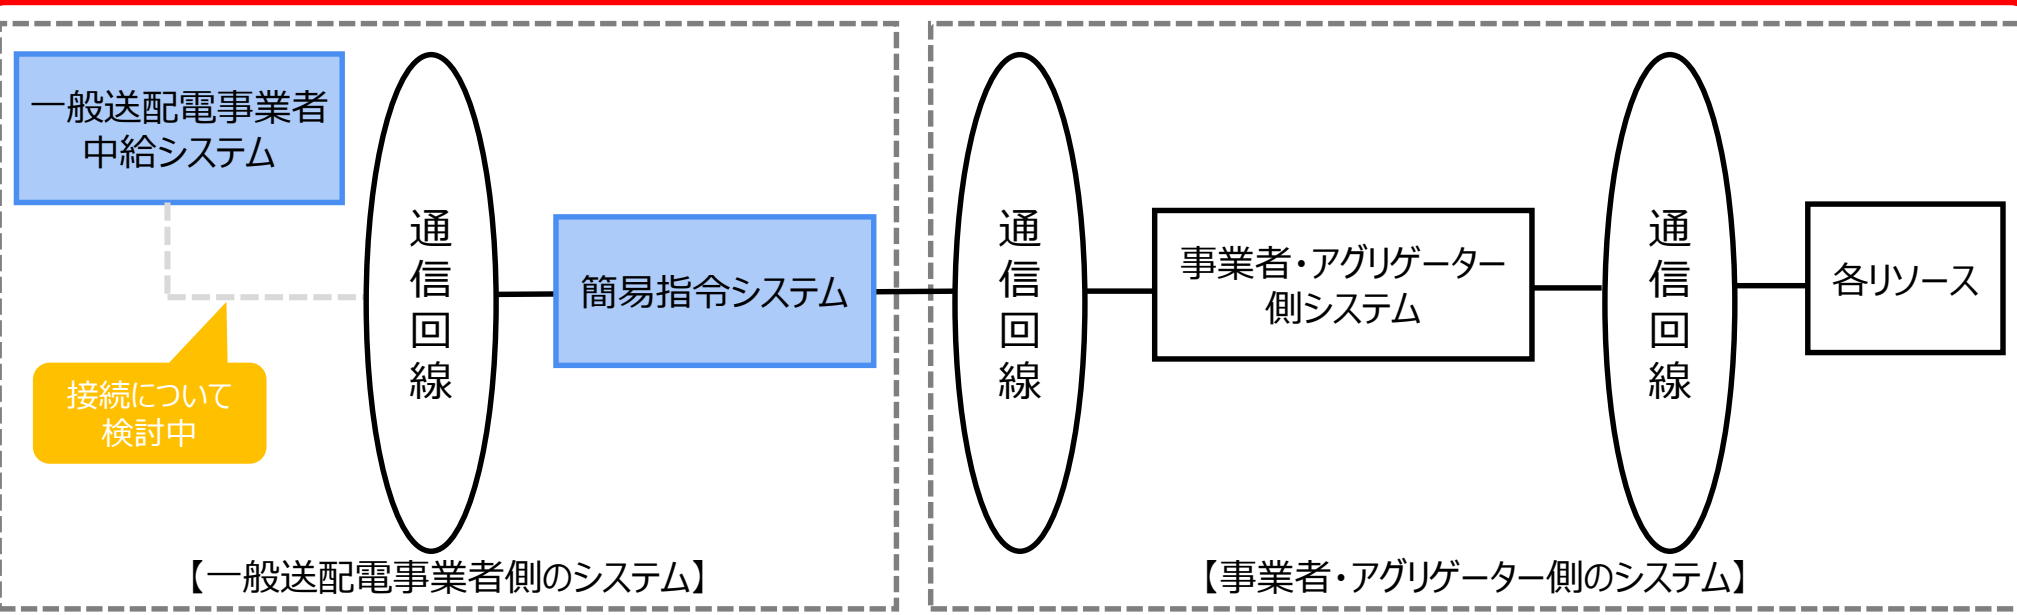 一般送配電事業者
中給システム
通信回線
簡易指令システム
接続について
検討中
【一般送配電事業者側のシステム】
通信回線
事業者・アグリゲーター
側システム
通信回線
各リソース
【事業者・アグリゲーター側のシステム】